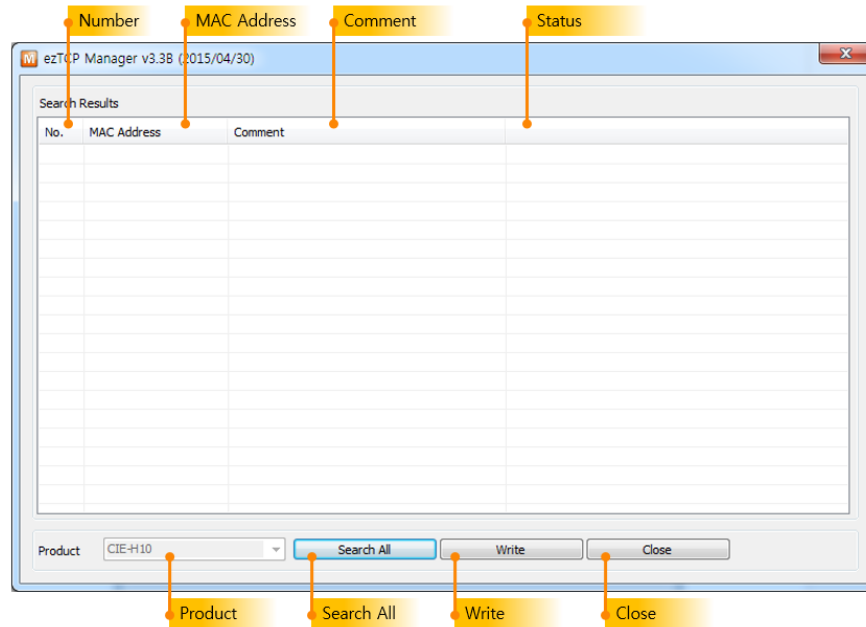 Number MAC Address Comment Status
M ezTCP Manager v3.3B (2015/04/30)
Search Results
No. MAC Address Comment
Product CIE-H10 Search All Write Close
Product Search All Write Close